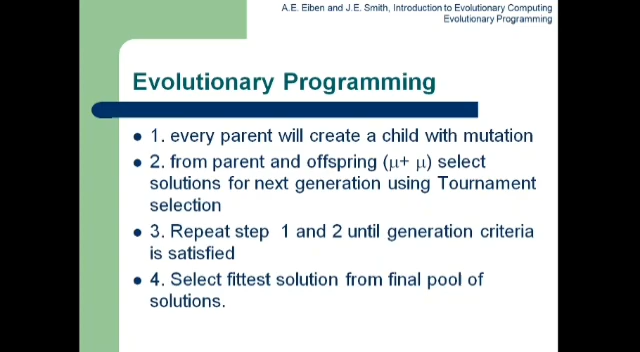 A.E. Eiben and J.E. Smith, Introduction to Evolutionary Computing
Evolutionary Programming
Evolutionary Programming
• 1. every parent will create a child with mutation
• 2. from parent and offspring (μ+ μ) select
solutions for next generation using Tournament
selection
• 3. Repeat step 1 and 2 until generation criteria
is satisfied
• 4. Select fittest solution from final pool of
solutions.